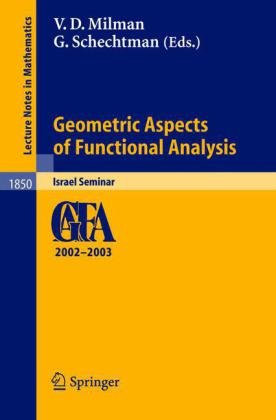 V. D. Milman
G. Schechtman (Eds.)
Lecture Notes in Mathematics
Geometric Aspects
of Functional Analysis
1850
Israel Seminar
GAFA
2002–2003
Springer